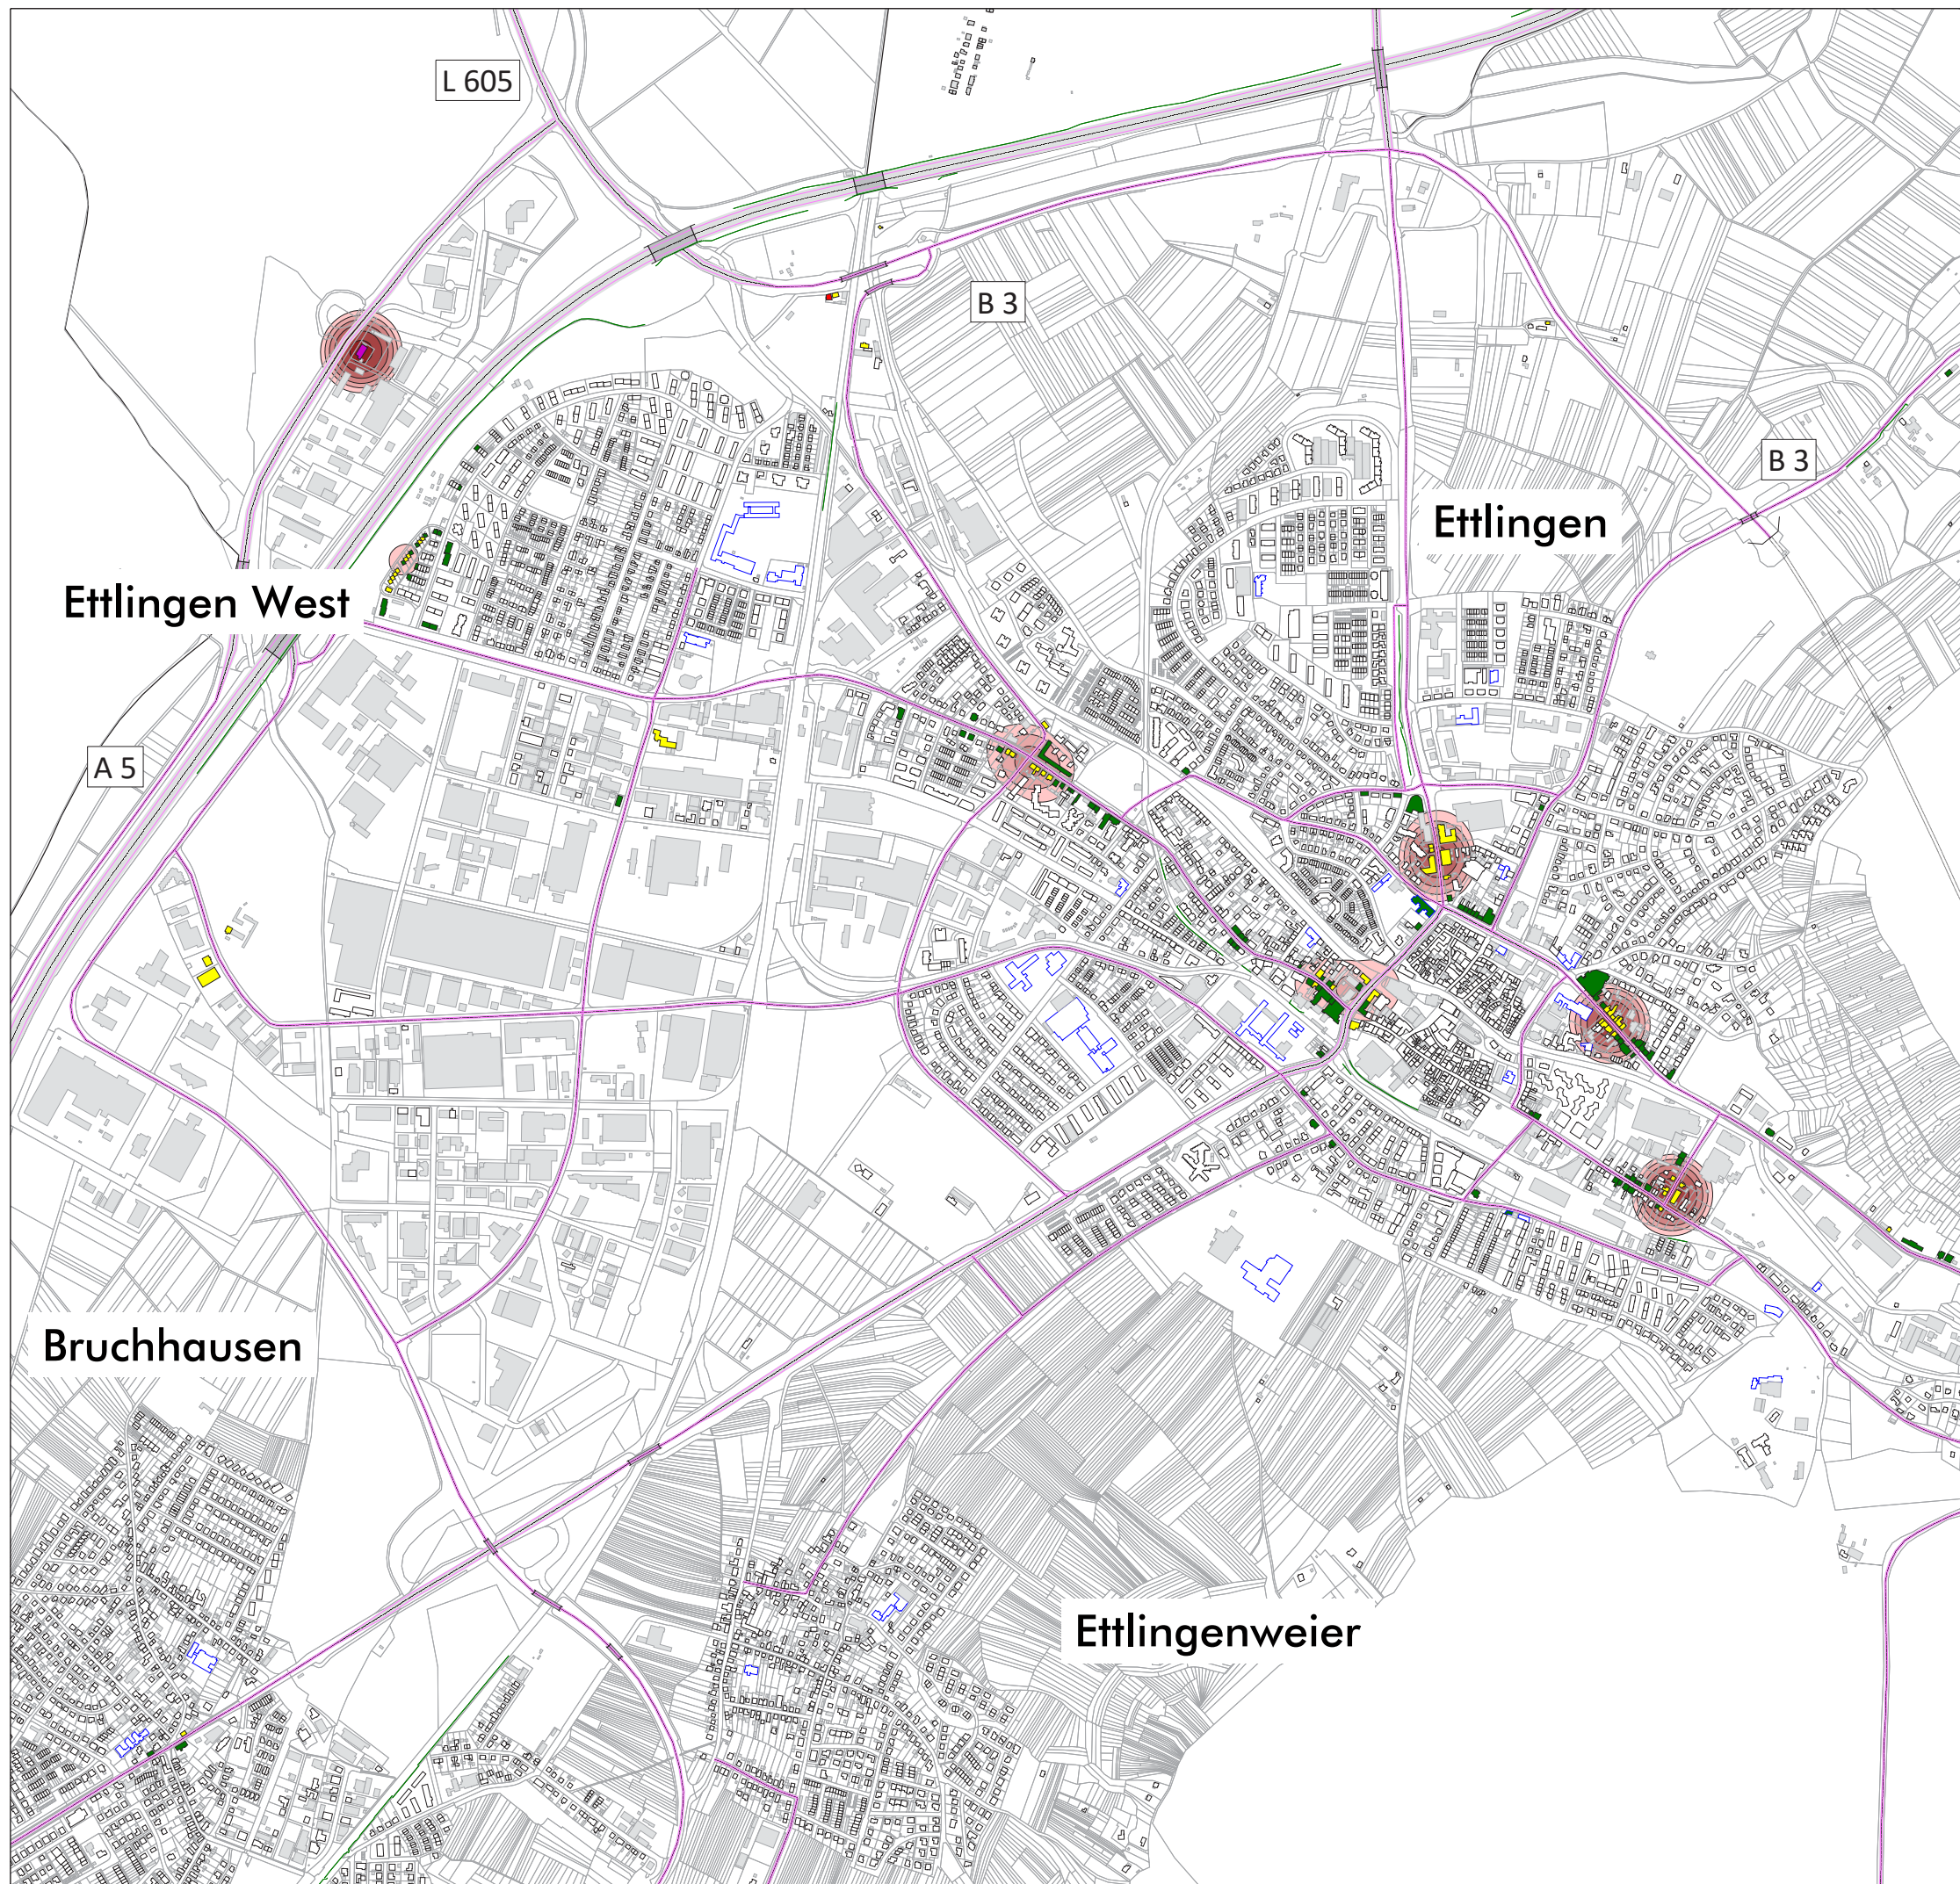 L 605
B 3
B 3
Ettlingen
Ettlingen West
A 5
Bruchhausen
Ettlingenweier